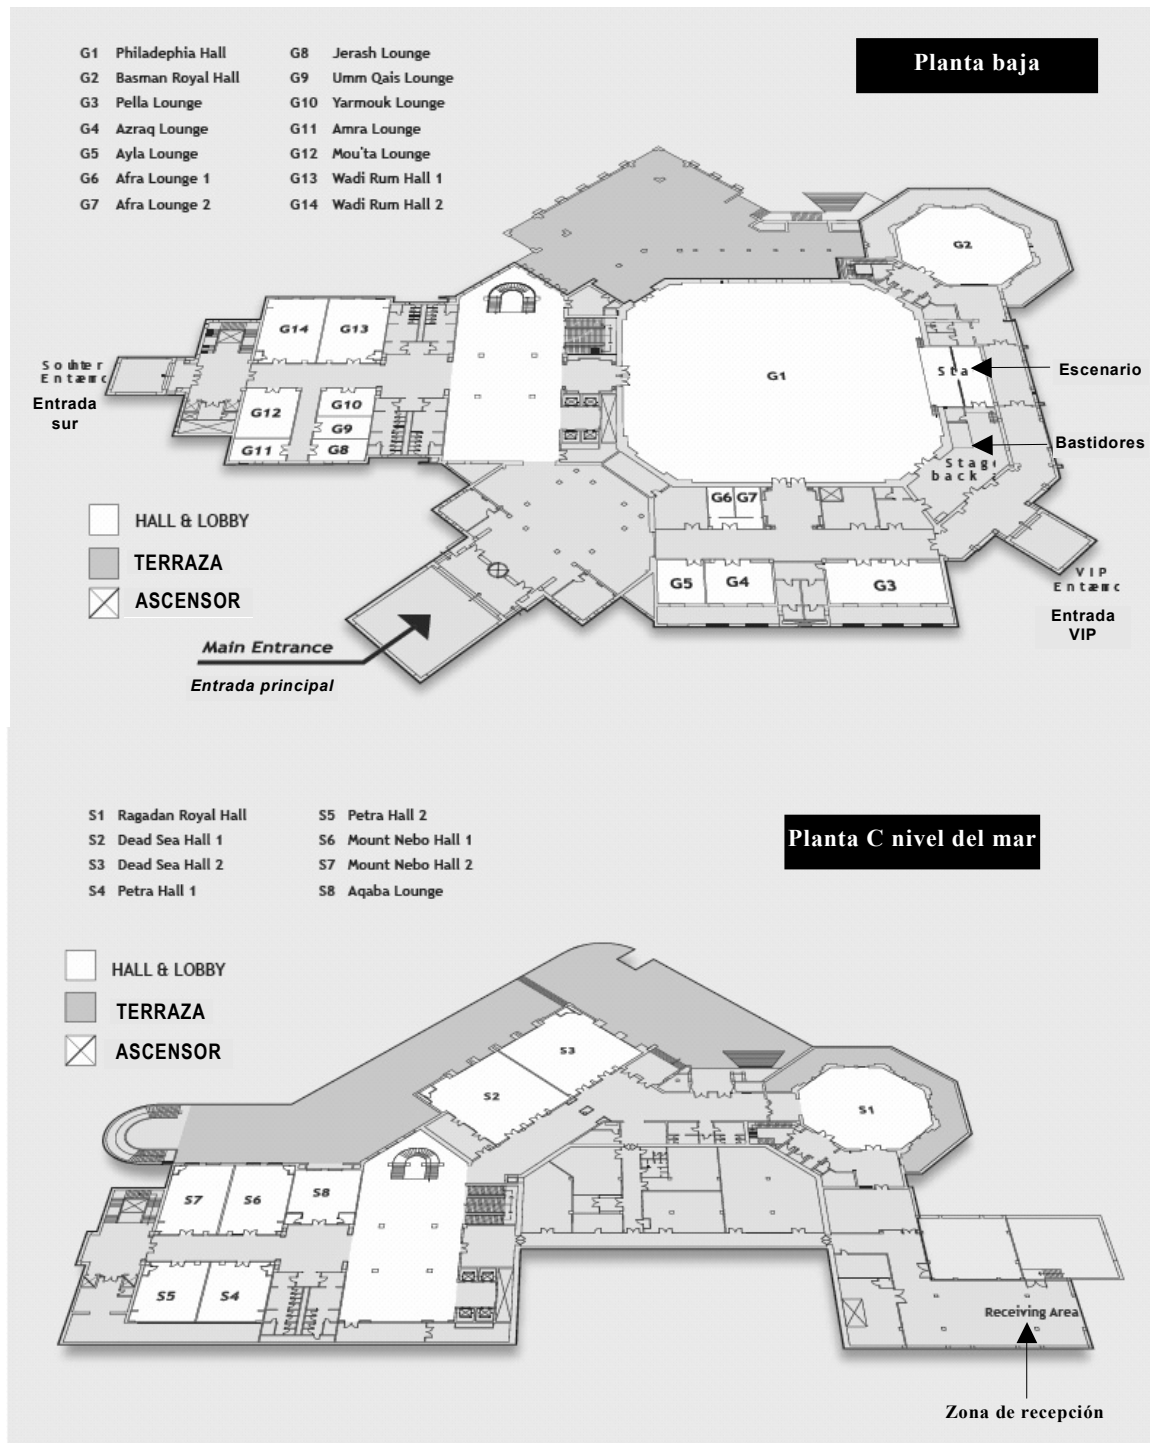 Planta baja
G1 Philadephia Hall
G2 Basman Royal Hall
G3 Pella Lounge
G4 Azraq Lounge
G5 Ayla Lounge
G6 Afra Lounge 1
G7 Afra Lounge 2
G8 Jerash Lounge
G9 Umm Qais Lounge
G10 Yarmouk Lounge
G11 Amra Lounge
G12 Mou'ta Lounge
G13 Wadi Rum Hall 1
G14 Wadi Rum Hall 2
G2
G14 G13
G1
Sta
Escenario
Entrada
sur
G12
G10
G9
G11
G8
Bastidores
Stage
back
G6 G7
HALL & LOBBY
TERRAZA
ASCENSOR
G5
G4
G3
VIP
Entrada
VIP
Main Entrance
Entrada principal
Planta C nivel del mar
S1 Ragadan Royal Hall
S2 Dead Sea Hall 1
S3 Dead Sea Hall 2
S4 Petra Hall 1
S5 Petra Hall 2
S6 Mount Nebo Hall 1
S7 Mount Nebo Hall 2
S8 Aqaba Lounge
HALL & LOBBY
TERRAZA
ASCENSOR
S3
S2
S1
S7
S6
S8
S5
S4
Receiving Area
Zona de recepción